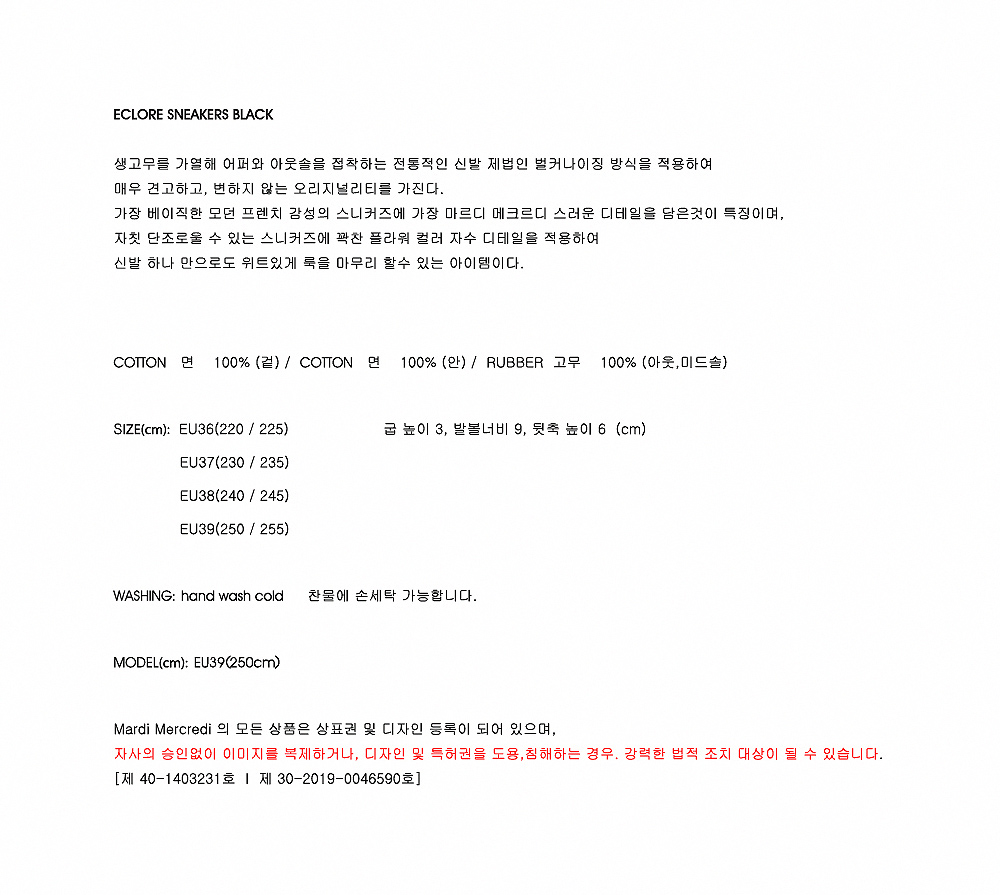 ECLORE SNEAKERS BLACK
생고무를 가열해 어퍼와 아웃솔을 접착하는 전통적인 신발 제법인 벌커나이징 방식을 적용하여
매우 견고하고, 변하지 않는 오리지널리티를 가진다.
가장 베이직한 모던 프렌치 감성의 스니커즈에 가장 마르디 메크르디 스러운 디테일을 담은것이 특징이며,
자칫 단조로울 수 있는 스니커즈에 꽉찬 플라워 컬러 자수 디테일을 적용하여
신발 하나 만으로도 위트있게 룩을 마무리 할수 있는 아이템이다.
COTTON 면 100% (겉) / COTTON 면 100% (안) / RUBBER 고무 100% (아웃,미드솔)
SIZE(cm): EU36(220 / 225) 굽 높이 3, 발볼너비 9, 뒷축 높이 6 (cm)
EU37(230 / 235)
EU38(240 / 245)
EU39(250 / 255)
WASHING: hand wash cold 찬물에 손세탁 가능합니다.
MODEL(cm): EU39(250cm)
Mardi Mercredi 의 모든 상품은 상표권 및 디자인 등록이 되어 있으며,
자사의 승인없이 이미지를 복제하거나, 디자인 및 특허권을 도용,침해하는 경우. 강력한 법적 조치 대상이 될 수 있습니다.
[제 40-1403231호 I 제 30-2019-0046590호]